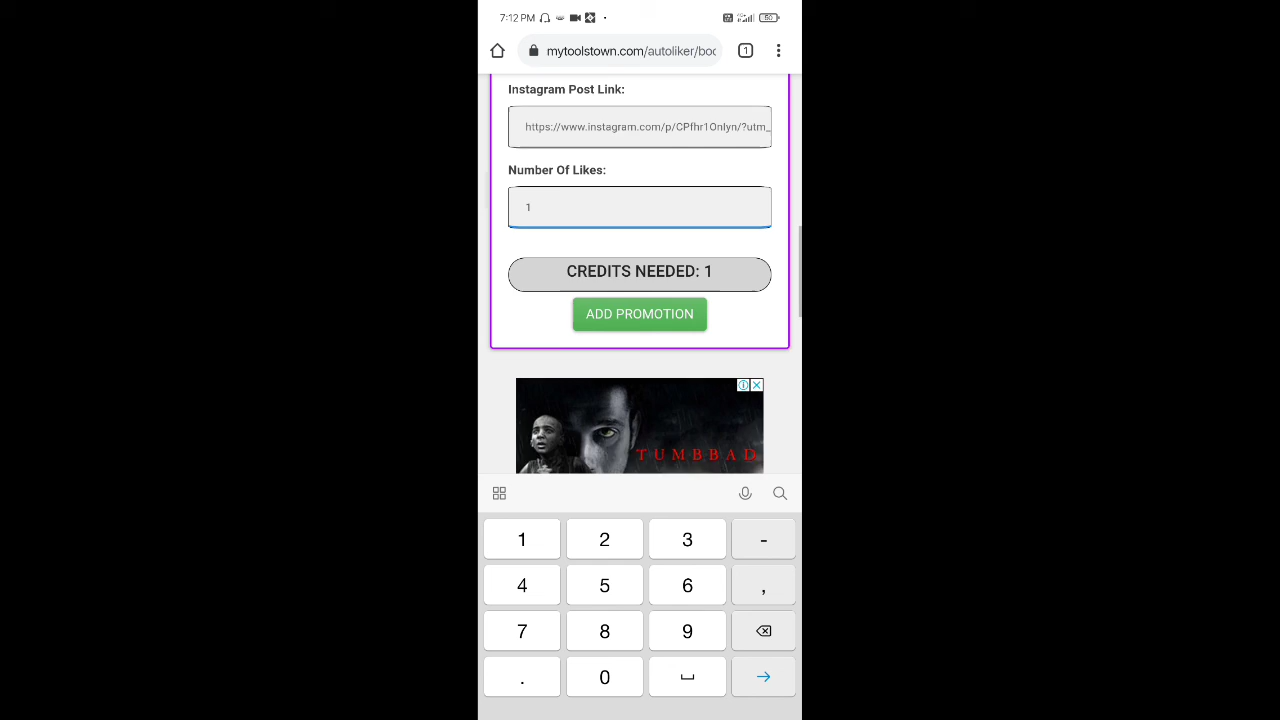 7:12 PM
50
mytoolstown.com/autoliker/boo
1
Instagram Post Link:
https://www.instagram.com/p/CPfhr1Onlyn/?utm_
Number Of Likes:
1
CREDITS NEEDED: 1
ADD PROMOTION
TUMBBAD
1 2 3 -
4 5 6 ,
7 8 9
. 0